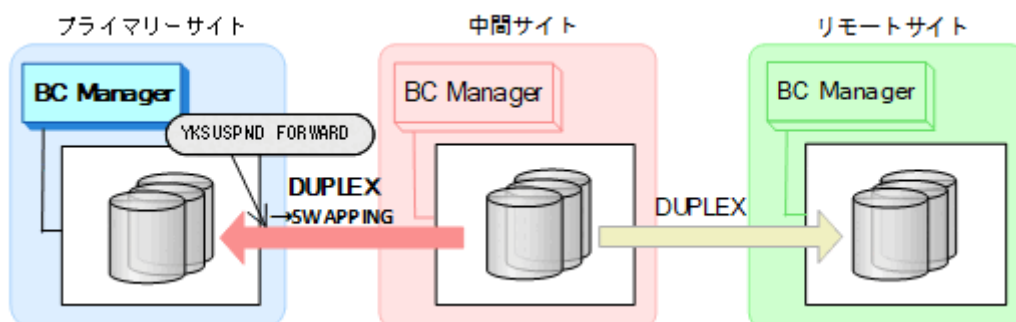 プライマリーサイト
中間サイト
リモートサイト
BC Manager
BC Manager
BC Manager
YKSUSPND FORWARD
DUPLEX
→SWAPPING
DUPLEX